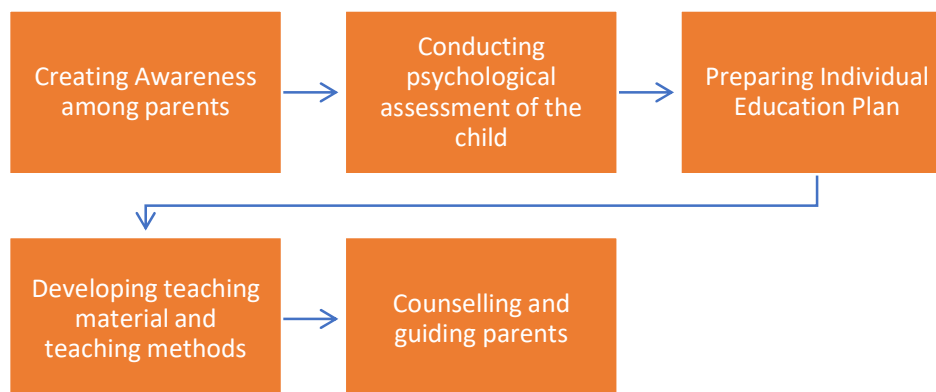 Creating Awareness
among parents
Conducting
psychological
assessment of the
child
Preparing Individual
Education Plan
Developing teaching
material and
teaching methods
Counselling and
guiding parents